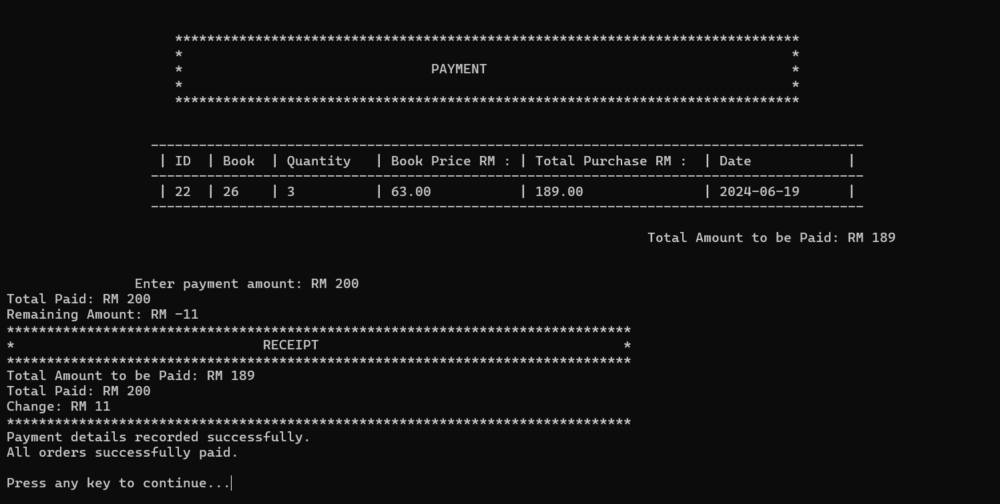 ******************************************************************************
*                                                                            *
*                               PAYMENT                                      *
*                                                                            *
******************************************************************************
-----------------------------------------------------------------------------------------
| ID  | Book  | Quantity   | Book Price RM : | Total Purchase RM :  | Date            |
-----------------------------------------------------------------------------------------
| 22  | 26    | 3          | 63.00           | 189.00               | 2024-06-19      |
-----------------------------------------------------------------------------------------
Total Amount to be Paid: RM 189
Enter payment amount: RM 200
Total Paid: RM 200
Remaining Amount: RM -11
******************************************************************************
*                               RECEIPT                                      *
******************************************************************************
Total Amount to be Paid: RM 189
Total Paid: RM 200
Change: RM 11
******************************************************************************
Payment details recorded successfully.
All orders successfully paid.
Press any key to continue...